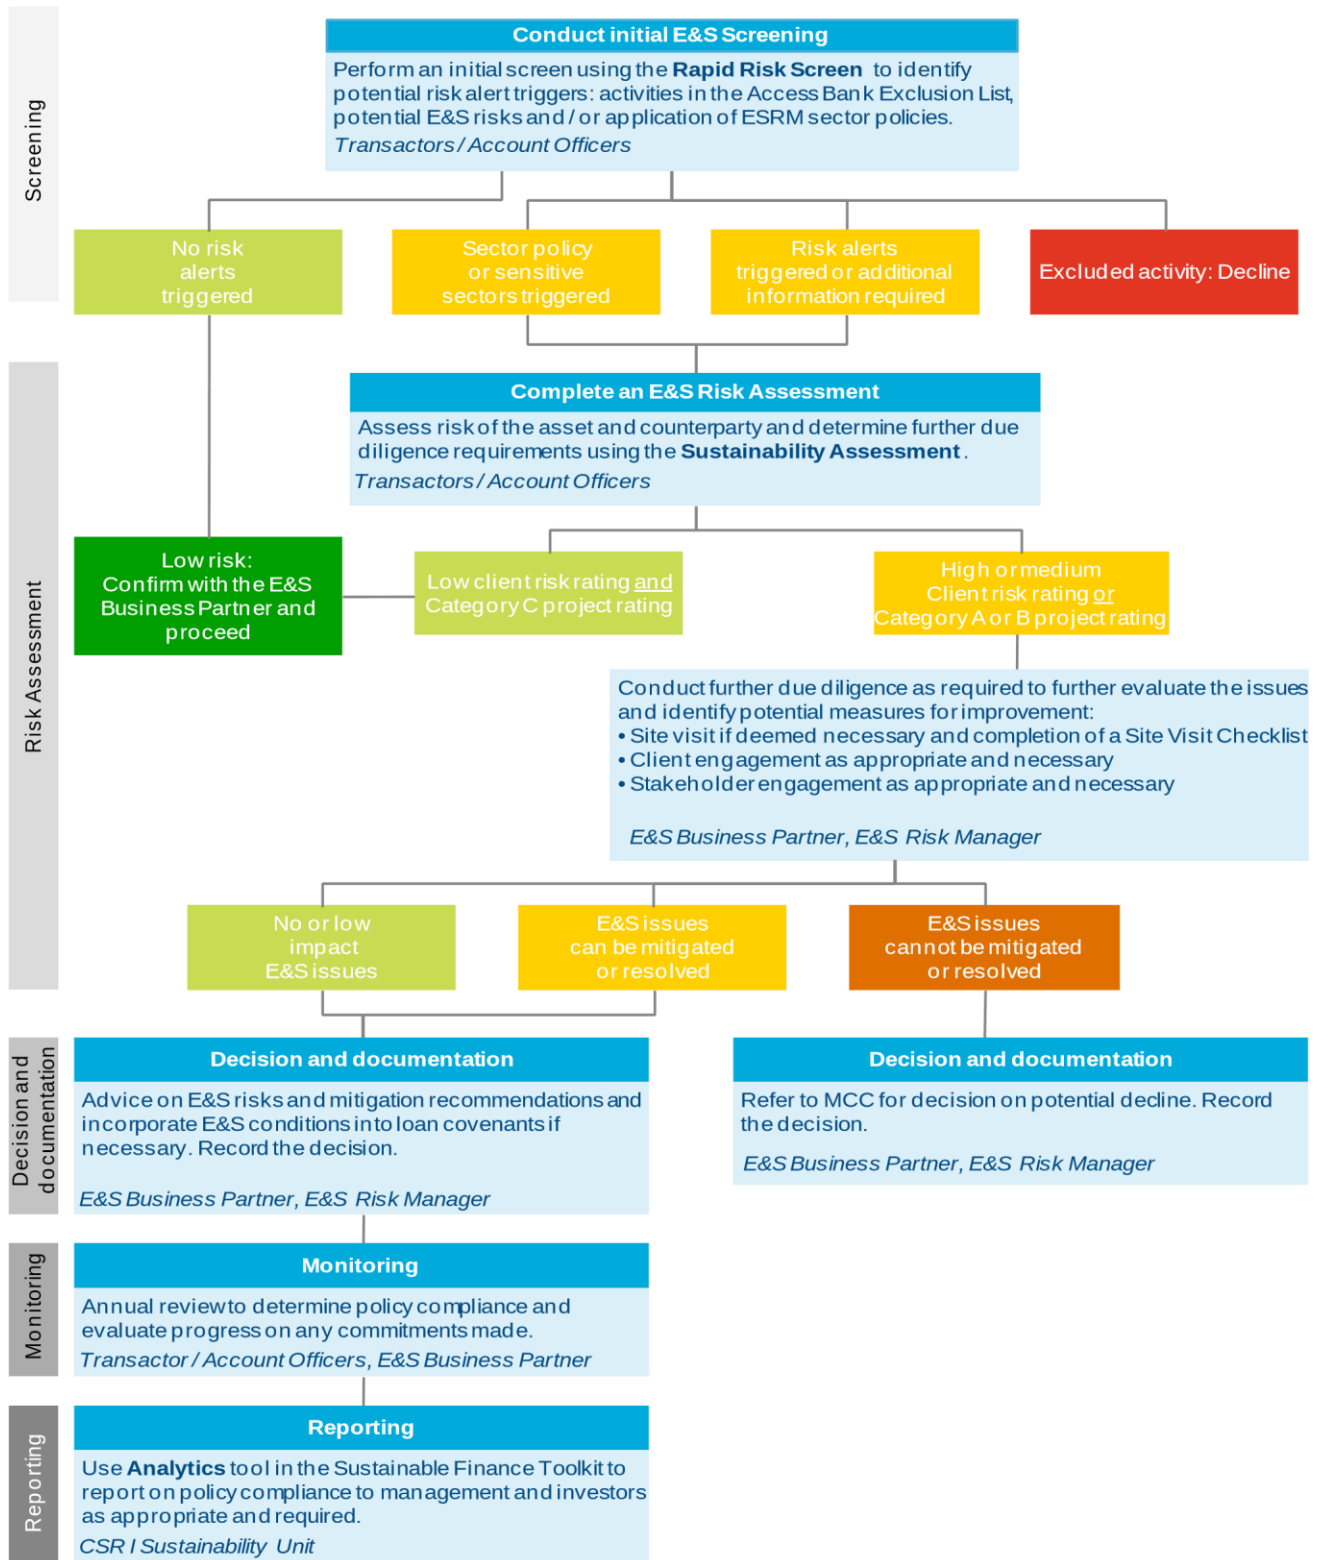 Screening
Conduct initial E&S Screening
Perform an initial screen using the Rapid Risk Screen to identify
potential risk alert triggers: activities in the Access Bank Exclusion List,
potential E&S risks and / or application of ESRM sector policies.
Transactors / Account Officers
No risk
alerts
triggered
Sector policy
or sensitive
sectors triggered
Risk alerts
triggered or additional
information required
Excluded activity: Decline
Risk Assessment
Complete an E&S Risk Assessment
Assess risk of the asset and counterparty and determine further due
diligence requirements using the Sustainability Assessment .
Transactors / Account Officers
Low risk:
Confirm with the E&S
Business Partner and
proceed
Low client risk rating and
Category C project rating
High or medium
Client risk rating or
Category A or B project rating
Conduct further due diligence as required to further evaluate the issues
and identify potential measures for improvement:
• Site visit if deemed necessary and completion of a Site Visit Checklist
• Client engagement as appropriate and necessary
• Stakeholder engagement as appropriate and necessary
E&S Business Partner, E&S Risk Manager
No or low
impact
E&S issues
E&S issues
can be mitigated
or resolved
E&S issues
cannot be mitigated
or resolved
Decision and
documentation
Decision and documentation
Advice on E&S risks and mitigation recommendations and
incorporate E&S conditions into loan covenants if
necessary. Record the decision.
E&S Business Partner, E&S Risk Manager
Decision and documentation
Refer to MCC for decision on potential decline. Record
the decision.
E&S Business Partner, E&S Risk Manager
Monitoring
Monitoring
Annual review to determine policy compliance and
evaluate progress on any commitments made.
Transactor / Account Officers, E&S Business Partner
Reporting
Reporting
Use Analytics tool in the Sustainable Finance Toolkit to
report on policy compliance to management and investors
as appropriate and required.
CSR I Sustainability Unit